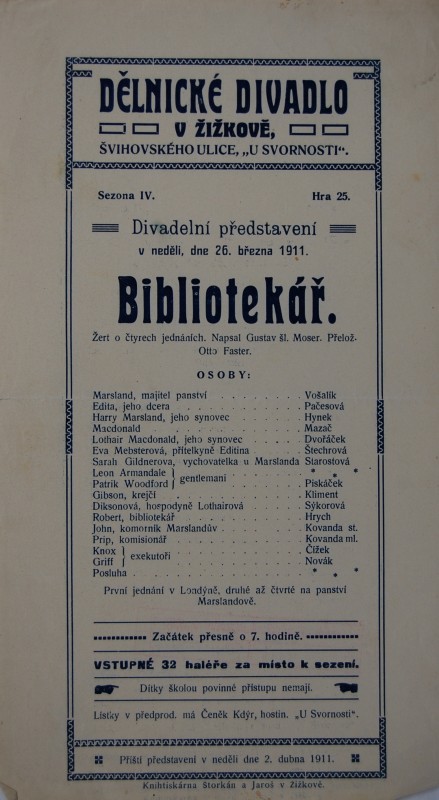 DĚLNICKÉ DIVADLO
V ŽIŽKOVĚ,
ŠVIHOVSKÉHO ULICE, „U SVORNOSTI“.
Sezona IV. Hra 25.
Divadelní představení
v neděli, dne 26. března 1911.
Bibliotekář.
Žert o čtyrech jednáních. Napsal Gustav šl. Moser. Přelož.
Otto Faster.
OSOBY:
Marsland, majitel panství . . . . . . . . Vošalík
Edita, jeho dcera . . . . . . . . . . Pačesová
Harry Marsland, jeho synovec . . . . . . Hynek
Macdonald . . . . . . . . . . . . Mazač
Lothair Macdonald, jeho synovec . . . . Dvořáček
Eva Mebsterová, přítelkyně Editina . . . . Štechrová
Sarah Gildnerova, vychovatelka u Marslanda Starostová
Leon Armandale } gentlemani . . . . . . * * *
Patrik Woodford } . . . . . . Piskáček
Gibson, krejčí . . . . . . . . . . Kliment
Diksonová, hospodyně Lothairová . . . . Sýkorová
Robert, bibliotekář . . . . . . . . . Hrych
John, komorník Marslandův . . . . . . Kovanda st.
Prip, komisionář . . . . . . . . . . Kovanda ml.
Knox } exekutoři . . . . . . . . . Čížek
Griff } . . . . . . . . . Novák
Posluha . . . . . . . . . . . . * * *
První jednání v Londýně, druhé až čtvrté na panství
Marslandově.
Začátek přesně o 7. hodině.
VSTUPNÉ 32 haléře za místo k sezení.
Dítky školou povinné přístupu nemají.
Lístky v předprod. má Čeněk Kdýr, hostin. „U Svornosti“.
Příští představení v neděli dne 2. dubna 1911.
Knihtiskárna Štorkán a Jaroš v Žižkově.